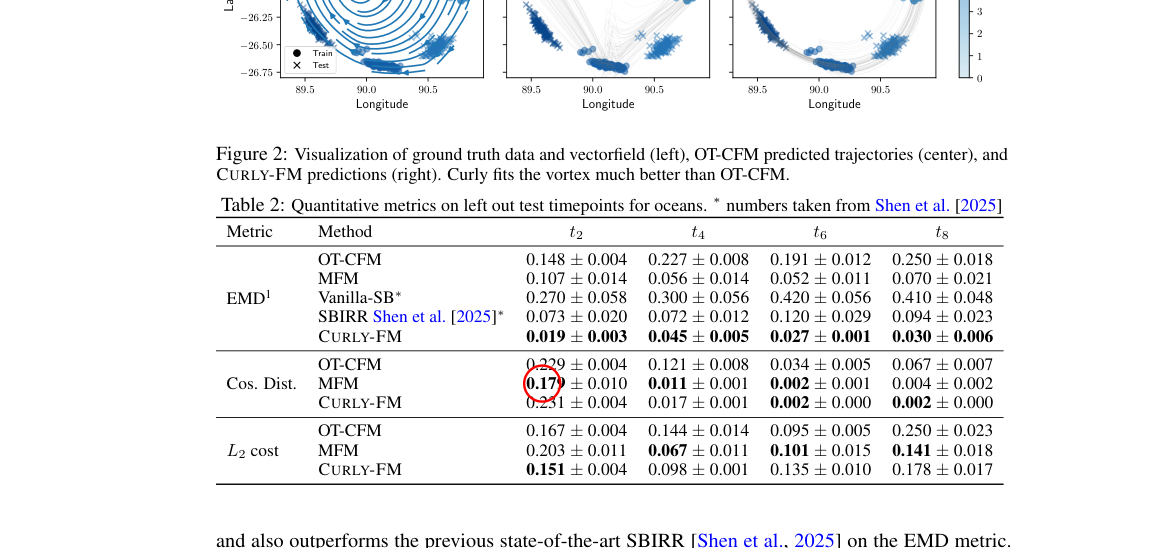 La
−26.25
−26.50
−26.75
Train
Test
89.5 90.0 90.5
Longitude
89.5 90.0 90.5
Longitude
89.5 90.0 90.5
Longitude
3
2
1
0
Figure 2: Visualization of ground truth data and vectorfield (left), OT-CFM predicted trajectories (center), and
CURLY-FM predictions (right). Curly fits the vortex much better than OT-CFM.
Table 2: Quantitative metrics on left out test timepoints for oceans. * numbers taken from Shen et al. [2025]
Metric Method t₂ t₄ t₆ t₈
OT-CFM 0.148 ± 0.004 0.227 ± 0.008 0.191 ± 0.012 0.250 ± 0.018
MFM 0.107 ± 0.014 0.056 ± 0.014 0.052 ± 0.011 0.070 ± 0.021
EMD¹ Vanilla-SB* 0.270 ± 0.058 0.300 ± 0.056 0.420 ± 0.056 0.410 ± 0.048
SBIRR Shen et al. [2025]* 0.073 ± 0.020 0.072 ± 0.012 0.120 ± 0.029 0.094 ± 0.023
CURLY-FM 0.019 ± 0.003 0.045 ± 0.005 0.027 ± 0.001 0.030 ± 0.006
OT-CFM 0.229 ± 0.004 0.121 ± 0.008 0.034 ± 0.005 0.067 ± 0.007
Cos. Dist. MFM 0.179 ± 0.010 0.011 ± 0.001 0.002 ± 0.001 0.004 ± 0.002
CURLY-FM 0.231 ± 0.004 0.017 ± 0.001 0.002 ± 0.000 0.002 ± 0.000
OT-CFM 0.167 ± 0.004 0.144 ± 0.014 0.095 ± 0.005 0.250 ± 0.023
L₂ cost MFM 0.203 ± 0.011 0.067 ± 0.011 0.101 ± 0.015 0.141 ± 0.018
CURLY-FM 0.151 ± 0.004 0.098 ± 0.001 0.135 ± 0.010 0.178 ± 0.017
and also outperforms the previous state-of-the-art SBIRR [Shen et al., 2025] on the EMD metric.